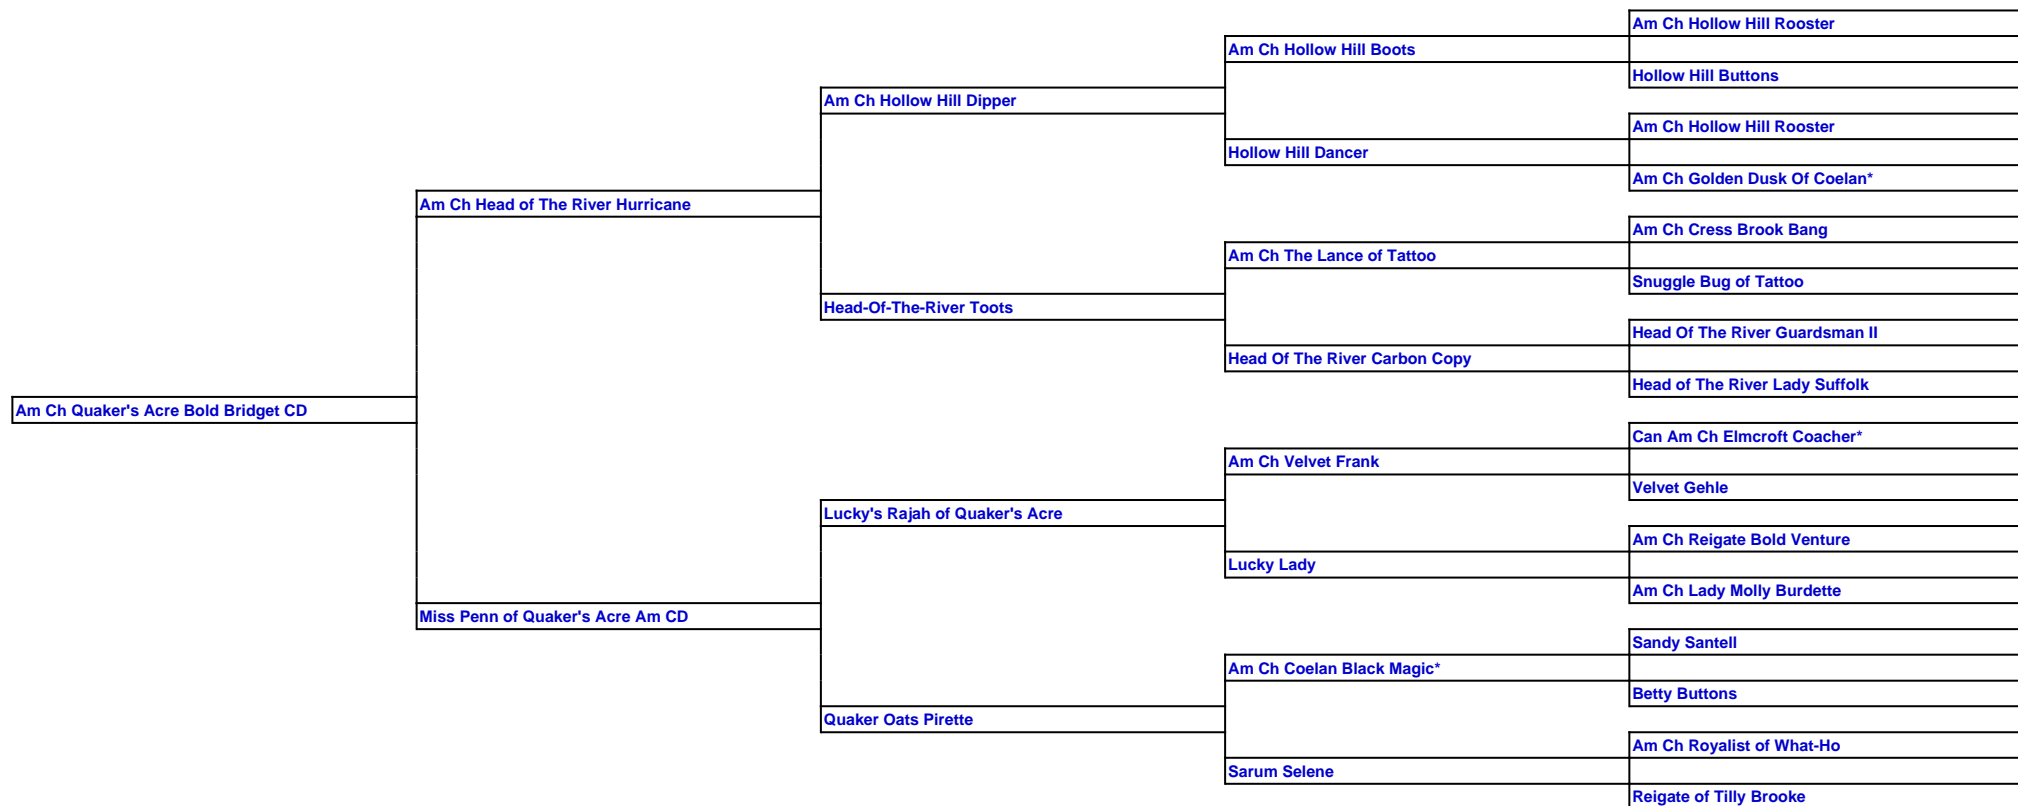 Am Ch Hollow Hill Rooster
Am Ch Hollow Hill Boots
Hollow Hill Buttons
Am Ch Hollow Hill Dipper
Am Ch Hollow Hill Rooster
Hollow Hill Dancer
Am Ch Golden Dusk Of Coelan*
Am Ch Head of The River Hurricane
Am Ch Cress Brook Bang
Am Ch The Lance of Tattoo
Snuggle Bug of Tattoo
Head-Of-The-River Toots
Head Of The River Guardsman II
Head Of The River Carbon Copy
Head of The River Lady Suffolk
Am Ch Quaker's Acre Bold Bridget CD
Can Am Ch Elmcroft Coacher*
Am Ch Velvet Frank
Velvet Gehle
Lucky's Rajah of Quaker's Acre
Am Ch Reigate Bold Venture
Lucky Lady
Am Ch Lady Molly Burdette
Miss Penn of Quaker's Acre Am CD
Sandy Santell
Am Ch Coelan Black Magic*
Betty Buttons
Quaker Oats Pirette
Am Ch Royalist of What-Ho
Sarum Selene
Reigate of Tilly Brooke